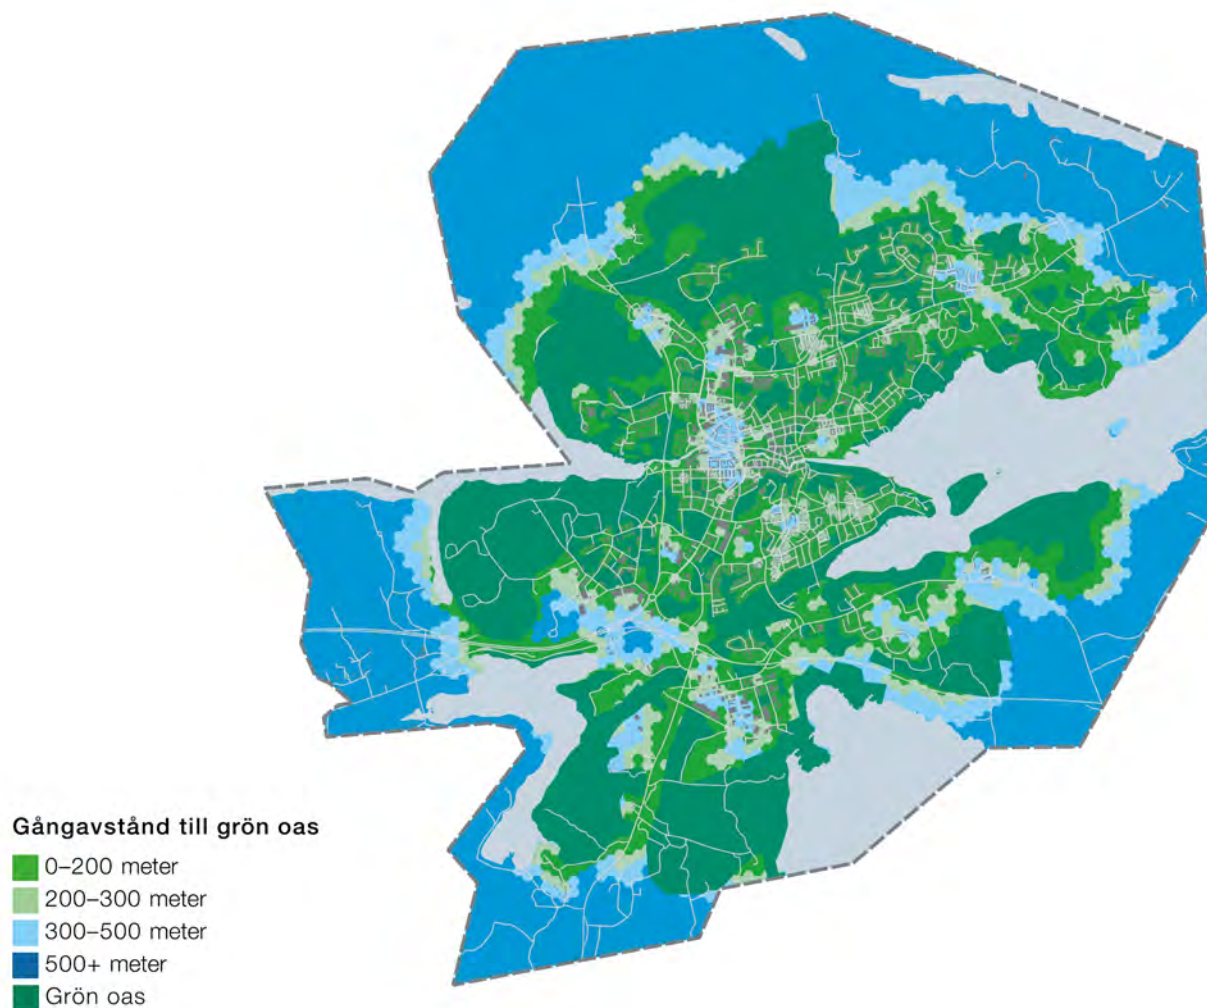 Gångavstånd till grön oas
0–200 meter
200–300 meter
300–500 meter
500+ meter
Grön oas